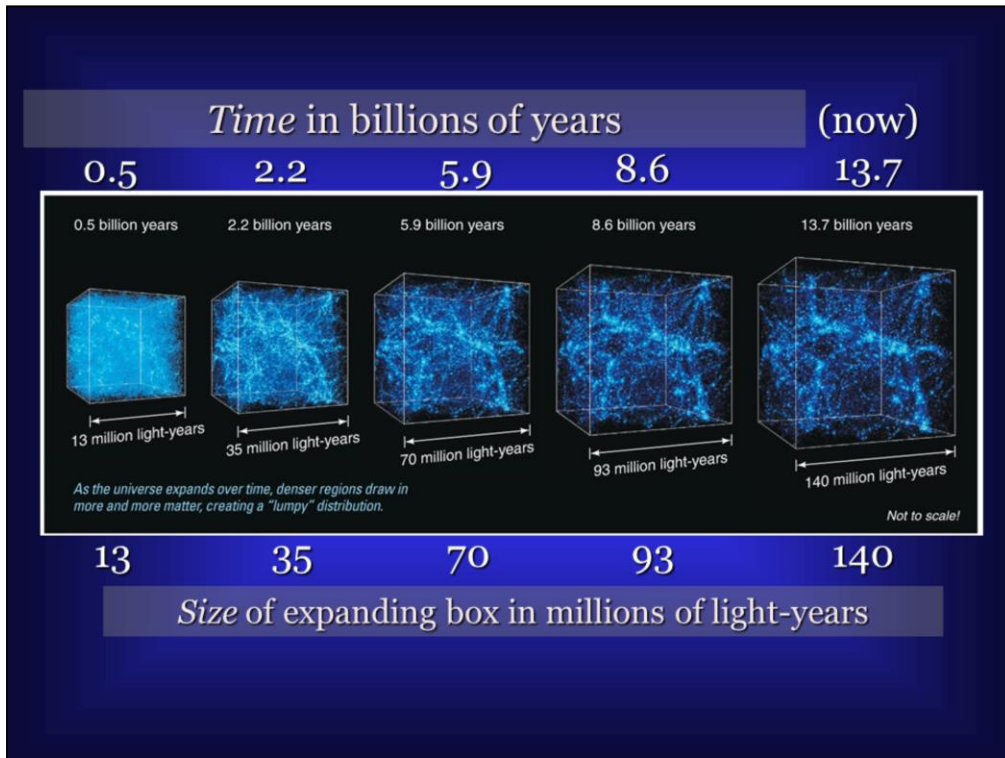 Time in billions of years (now)
0.5 2.2 5.9 8.6 13.7
0.5 billion years 2.2 billion years 5.9 billion years 8.6 billion years 13.7 billion years
13 million light-years 35 million light-years 70 million light-years 93 million light-years 140 million light-years
As the universe expands over time, denser regions draw in
more and more matter, creating a "lumpy" distribution.
Not to scale!
13 35 70 93 140
Size of expanding box in millions of light-years